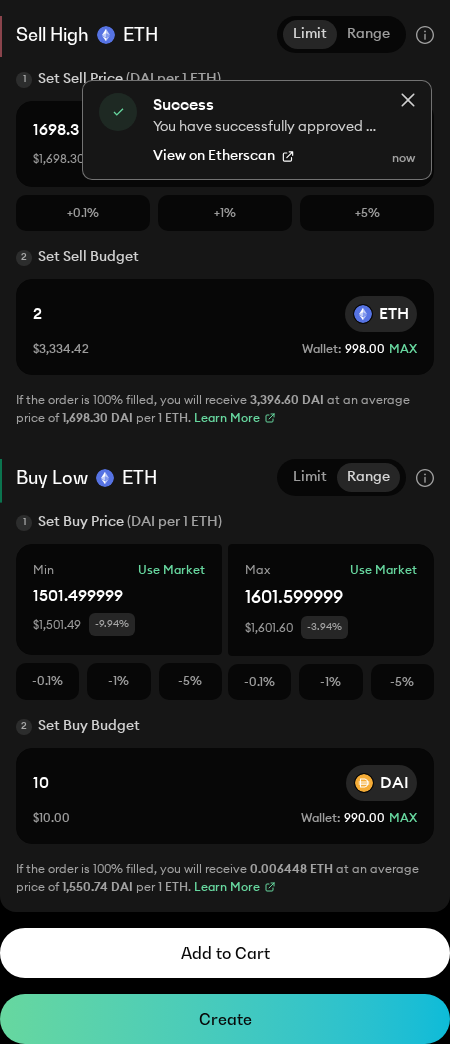 Sell High ETH Limit Range
1 Set Sell Price (DAI per 1 ETH)
Success
You have successfully approved ...
View on Etherscan
now
1698.3
$1,698.30
+0.1% +1% +5%
2 Set Sell Budget
2 ETH
$3,334.42 Wallet: 998.00 MAX
If the order is 100% filled, you will receive 3,396.60 DAI at an average
price of 1,698.30 DAI per 1 ETH. Learn More
Buy Low ETH Limit Range
1 Set Buy Price (DAI per 1 ETH)
Min Use Market Max Use Market
1501.499999 1601.599999
$1,501.49 -9.94% $1,601.60 -3.94%
-0.1% -1% -5% -0.1% -1% -5%
2 Set Buy Budget
10 DAI
$10.00 Wallet: 990.00 MAX
If the order is 100% filled, you will receive 0.006448 ETH at an average
price of 1,550.74 DAI per 1 ETH. Learn More
Add to Cart
Create